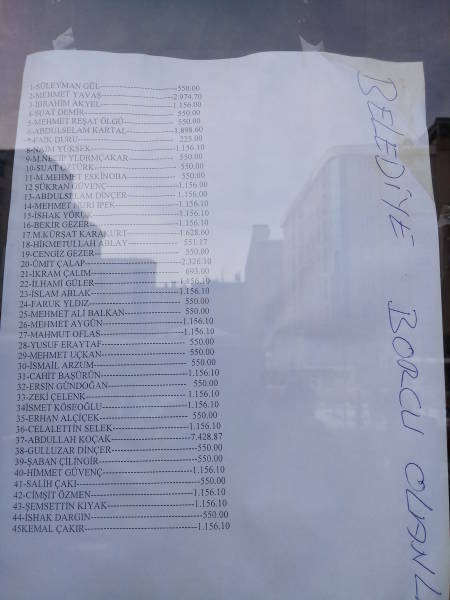 1-SÜLEYMAN GÜL-----------------------550.00
2-MEHMET YAVAŞ----------------------2.974.70
3-İBRAHİM AKYEL----------------------1.156.00
4-SUAT DEMİR--------------------------550.00
5-MEHMET REŞAT ÖLGÜ--------------550.00
6-ABDULSELAM KARTAL------------1.898.60
7-FAİK DURU----------------------------225.00
8-NAİM YÜKSEK------------------------1.156.10
9-M.NECİP YLDRMÇAKAR------------550.00
10-SUAT ÖZTÜRK----------------------550.00
11-M.MEHMET ESKİNOBA-------------550.00
12 ŞÜKRAN GÜVENÇ------------------1.156.00
13-ABDULSELAM DİNÇER-----------1.156.00
14-MEHMET NURİ İPEK---------------1.156.10
15-İSHAK YÖRÜK----------------------1.156.10
16-BEKİR GEZER-----------------------1.156.10
17.M.KÜRŞAT KARAKURT----------1.628.60
18-HİKMETULLAH ABLAY-----------551.17
19-CENGİZ GEZER---------------------550.00
20-ÜMİT ÇALAP-----------------------2.326.10
21-İKRAM ÇALIM----------------------693.00
22-İLHAMİ GÜLER--------------------1.156.10
23-İSLAM ABLAK---------------------1.156.10
24-FARUK YLDIZ----------------------550.00
25-MEHMET ALİ BALKAN----------550.00
26-MEHMET AYGÜN-----------------1.156.10
27-MAHMUT OFLAS------------------1.156.10
28-YUSUF ERAYTAF------------------550.00
29-MEHMET UÇKAN------------------550.00
30-İSMAİL ARZUM--------------------550.00
31-CAHİT BAŞÜRÜN-----------------1.156.10
32-ERŞİN GÜNDOĞAN---------------550.00
33-ZEKİ ÇELENK---------------------1.156.10
34İSMET KÖSEOĞLU---------------1.156.10
35-ERHAN ALÇİÇEK-----------------550.00
36-CELALETTİN SELEK-------------1.156.10
37-ABDULLAH KOÇAK--------------7.428.87
38-GULLUZAR DİNÇER-------------550.00
39-ŞABAN ÇİLİNGİR-----------------550.00
40-HİMMET GÜVENÇ----------------1.156.10
41-SALİH ÇAKI-----------------------550.00
42-CİMŞİT ÖZMEN------------------1.156.10
43-ŞEMSETTİN KIYAK-------------1.156.10
44-İSHAK DARGIN------------------550.00
45KEMAL ÇAKIR--------------------1.156.10
BELEDİYE BORCU OLANL